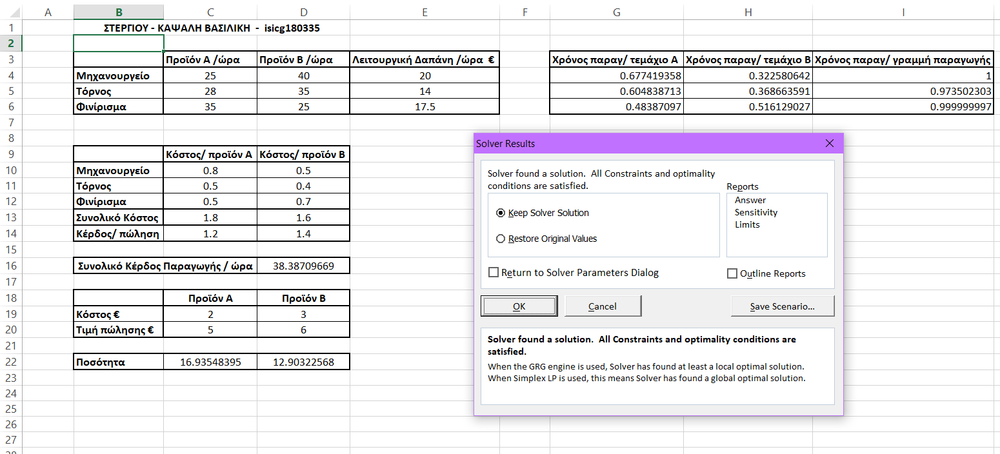 A B C D E F G H I
1 ΣΤΕΡΓΙΟΥ - ΚΑΨΑΛΗ ΒΑΣΙΛΙΚΗ - isicg180335
2
3 Προϊόν Α /ώρα Προϊόν Β /ώρα Λειτουργική Δαπάνη /ώρα € Χρόνος παραγ/ τεμάχιο Α Χρόνος παραγ/ τεμάχιο Β Χρόνος παραγ/ γραμμή παραγωγής
4 Μηχανουργείο 25 40 20 0.677419358 0.322580642 1
5 Τόρνος 28 35 14 0.604838713 0.368663591 0.973502303
6 Φινίρισμα 35 25 17.5 0.48387097 0.516129027 0.999999997
7
8
9 Κόστος/ προϊόν Α Κόστος/ προϊόν Β
10 Μηχανουργείο 0.8 0.5
11 Τόρνος 0.5 0.4
12 Φινίρισμα 0.5 0.7
13 Συνολικό Κόστος 1.8 1.6
14 Κέρδος/ πώληση 1.2 1.4
15
16 Συνολικό Κέρδος Παραγωγής / ώρα 38.38709669
17
18 Προϊόν Α Προϊόν Β
19 Κόστος € 2 3
20 Τιμή πώλησης € 5 6
21
22 Ποσότητα 16.93548395 12.90322568
23
24
25
26
27
28
Solver Results
Solver found a solution. All Constraints and optimality
conditions are satisfied.
Reports
Answer
Sensitivity
Limits
Keep Solver Solution
Restore Original Values
Return to Solver Parameters Dialog
Outline Reports
OK Cancel Save Scenario...
Solver found a solution. All Constraints and optimality conditions are
satisfied.
When the GRG engine is used, Solver has found at least a local optimal solution.
When Simplex LP is used, this means Solver has found a global optimal solution.